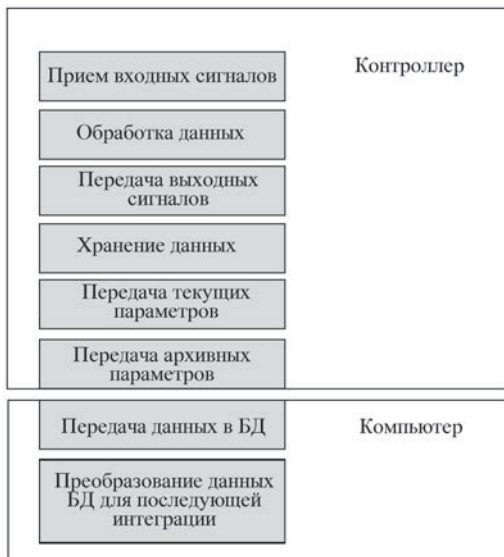 Прием входных сигналов
Контроллер
Обработка данных
Передача выходных
сигналов
Хранение данных
Передача текущих
параметров
Передача архивных
параметров
Передача данных в БД
Компьютер
Преобразование данных
БД для последующей
интеграции